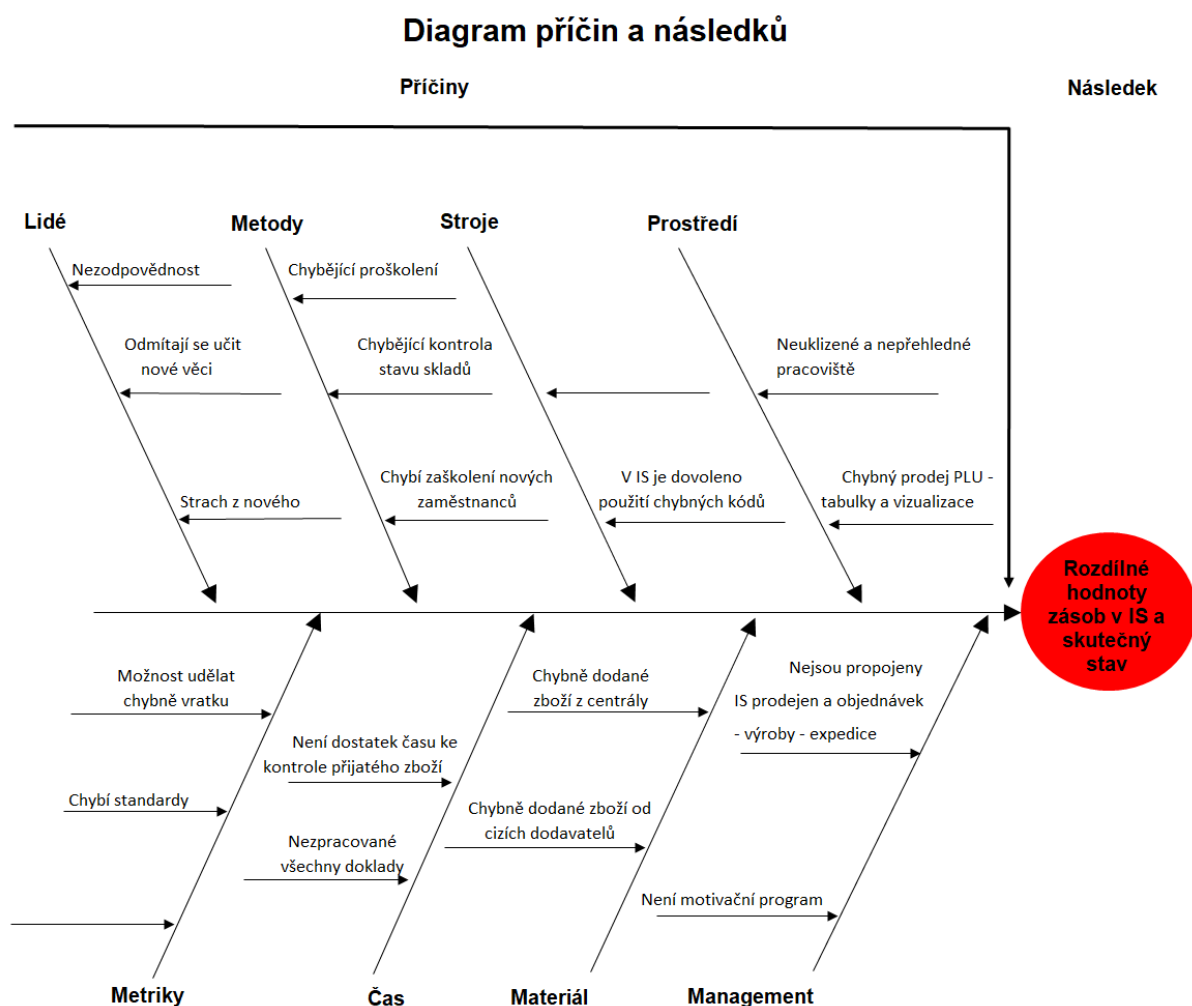 Diagram příčin a následků
Příčiny
Následek
Lidé
Metody
Stroje
Prostředí
Nezodpovědnost
Odmítají se učit
nové věci
Strach z nového
Chybějící proškolení
Chybějící kontrola
stavu skladů
Chybí zaškolení nových
zaměstnanců
V IS je dovoleno
použití chybných kódů
Neuklizené a nepřehledné
pracoviště
Chybný prodej PLU -
tabulky a vizualizace
Rozdílné
hodnoty
zásob v IS a
skutečný
stav
Možnost udělat
chybně vratku
Chybí standardy
Není dostatek času ke
kontrole přijatého zboží
Nezpracované
všechny doklady
Chybně dodané
zboží z centrály
Chybně dodané zboží od
cizích dodavatelů
Nejsou propojeny
IS prodejen a objednávek
- výroby - expedice
Není motivační program
Metriky
Čas
Materiál
Management